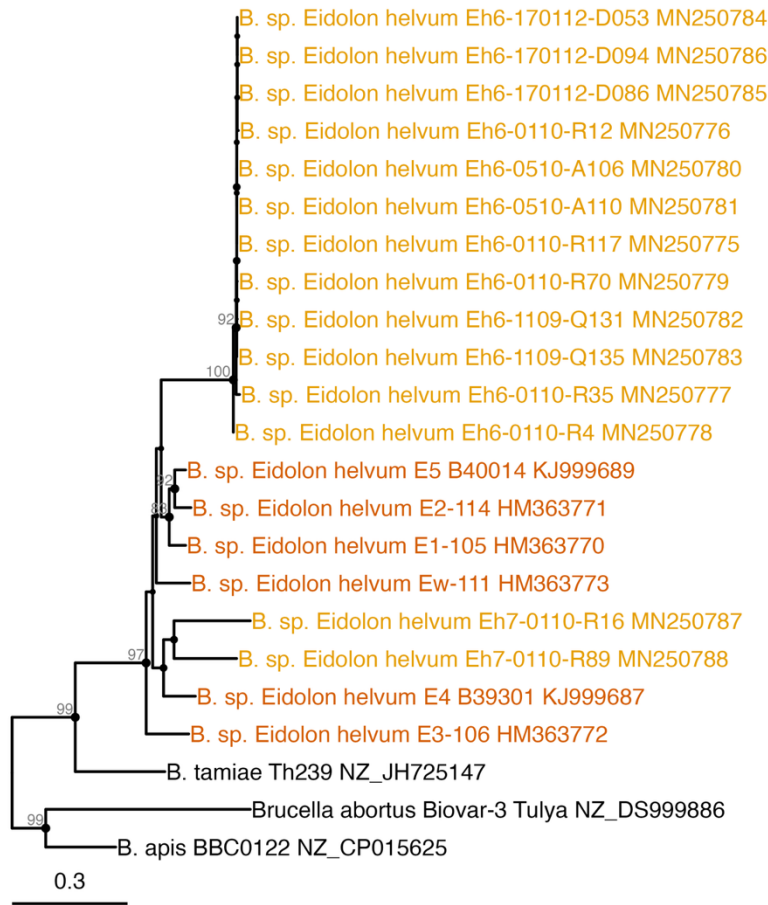 B. sp. Eidolon helvum Eh6-170112-D053 MN250784
B. sp. Eidolon helvum Eh6-170112-D094 MN250786
B. sp. Eidolon helvum Eh6-170112-D086 MN250785
B. sp. Eidolon helvum Eh6-0110-R12 MN250776
B. sp. Eidolon helvum Eh6-0510-A106 MN250780
B. sp. Eidolon helvum Eh6-0510-A110 MN250781
B. sp. Eidolon helvum Eh6-0110-R117 MN250775
B. sp. Eidolon helvum Eh6-0110-R70 MN250779
92
B. sp. Eidolon helvum Eh6-1109-Q131 MN250782
B. sp. Eidolon helvum Eh6-1109-Q135 MN250783
100
B. sp. Eidolon helvum Eh6-0110-R35 MN250777
B. sp. Eidolon helvum Eh6-0110-R4 MN250778
B. sp. Eidolon helvum E5 B40014 KJ999689
92
B. sp. Eidolon helvum E2-114 HM363771
B. sp. Eidolon helvum E1-105 HM363770
B. sp. Eidolon helvum Ew-111 HM363773
B. sp. Eidolon helvum Eh7-0110-R16 MN250787
97
B. sp. Eidolon helvum Eh7-0110-R89 MN250788
B. sp. Eidolon helvum E4 B39301 KJ999687
99
B. sp. Eidolon helvum E3-106 HM363772
B. tamiae Th239 NZ_JH725147
Brucella abortus Biovar-3 Tulya NZ_DS999886
99
B. apis BBC0122 NZ_CP015625
0.3